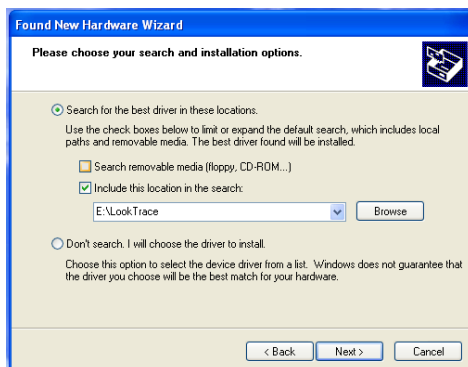 Found New Hardware Wizard
Please choose your search and installation options.
Search for the best driver in these locations.
Use the check boxes below to limit or expand the default search, which includes local
paths and removable media. The best driver found will be installed.
Search removable media (floppy, CD-ROM...)
Include this location in the search:
E:\LookTrace
Browse
Don't search. I will choose the driver to install.
Choose this option to select the device driver from a list. Windows does not guarantee that
the driver you choose will be the best match for your hardware.
< Back
Next >
Cancel